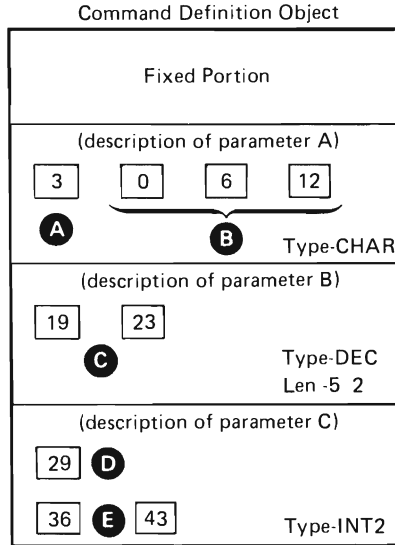 Command Definition Object
Fixed Portion
(description of parameter A)
3 0 6 12
A B
Type-CHAR
(description of parameter B)
19 23
C
Type-DEC
Len -5 2
(description of parameter C)
29 D
36 E 43
Type-INT2